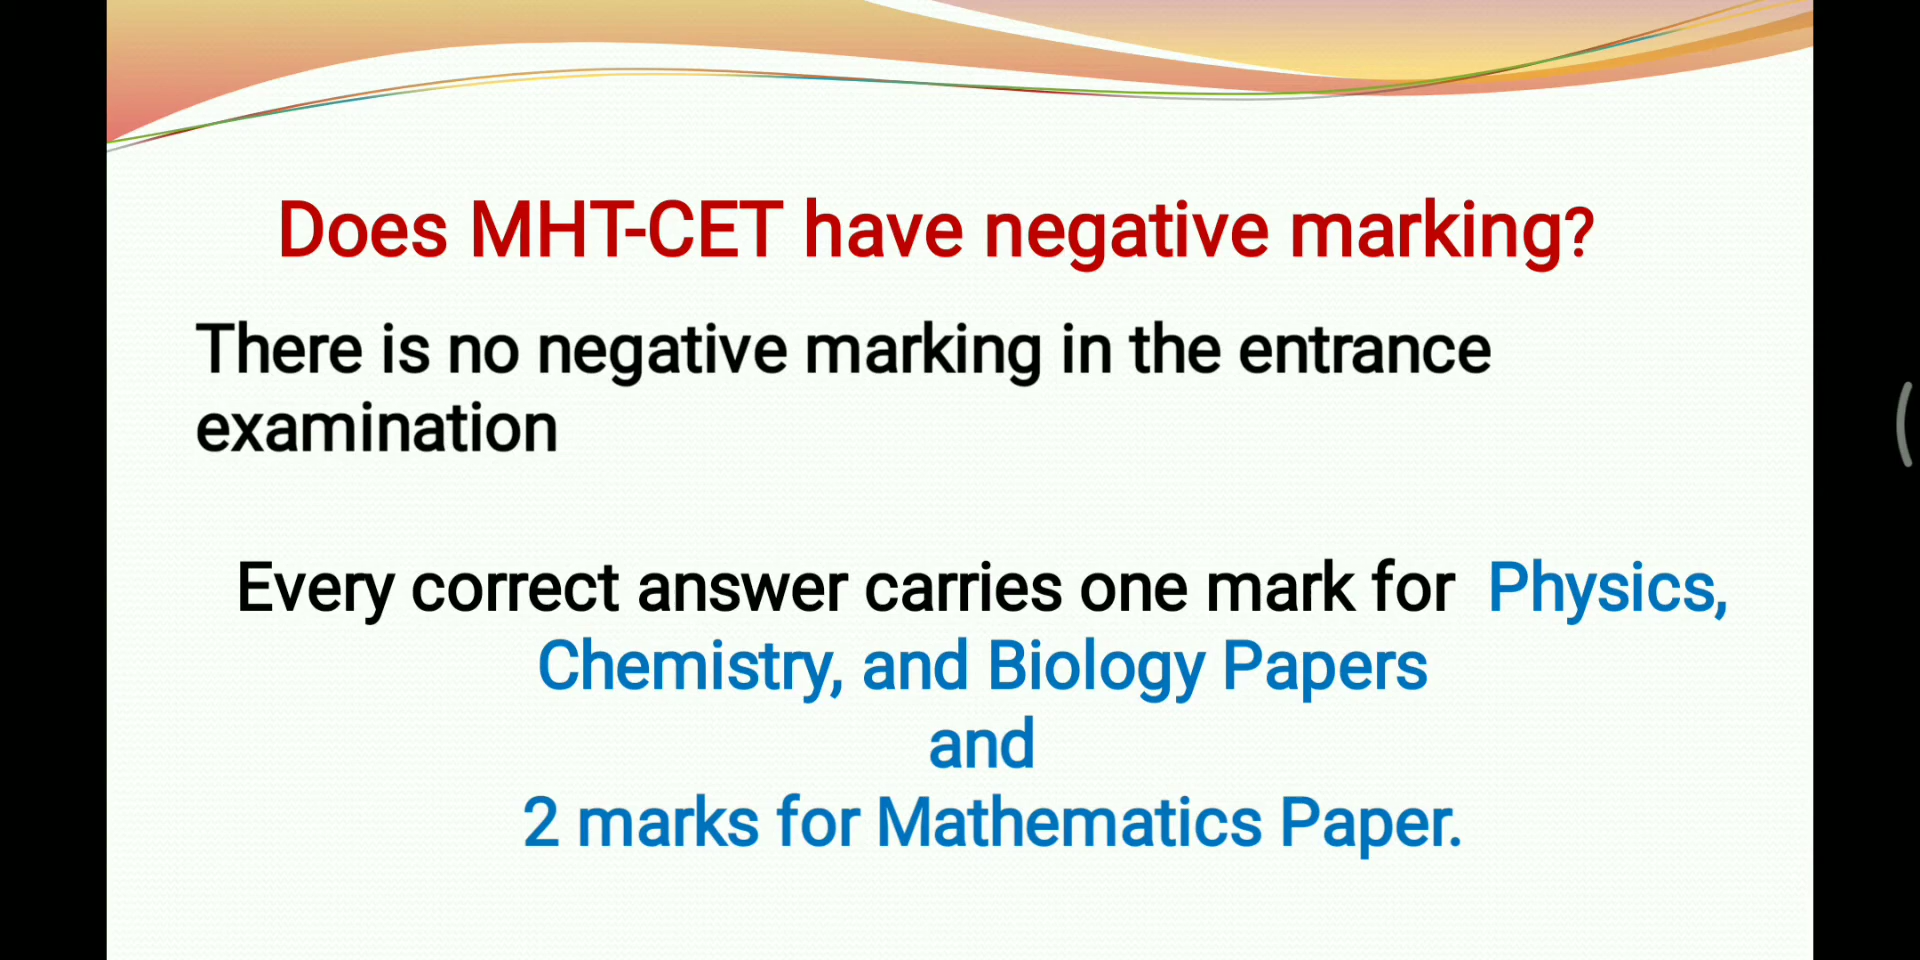 Does MHT-CET have negative marking?
There is no negative marking in the entrance
examination
Every correct answer carries one mark for Physics,
Chemistry, and Biology Papers
and
2 marks for Mathematics Paper.